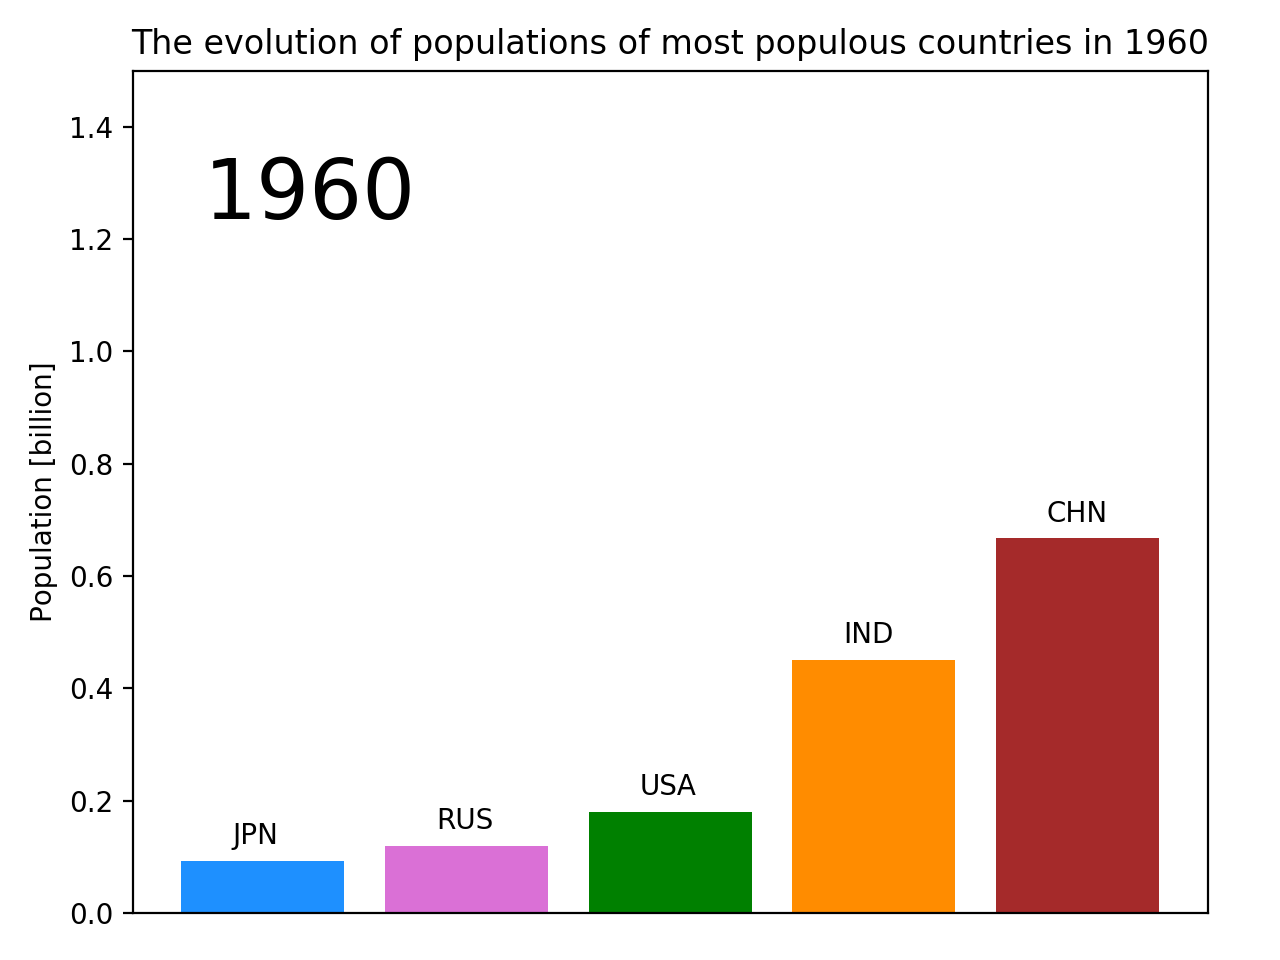 The evolution of populations of most populous countries in 1960
1960
Population [billion]
1.4
1.2
1.0
0.8
0.6
0.4
0.2
0.0
JPN
RUS
USA
IND
CHN